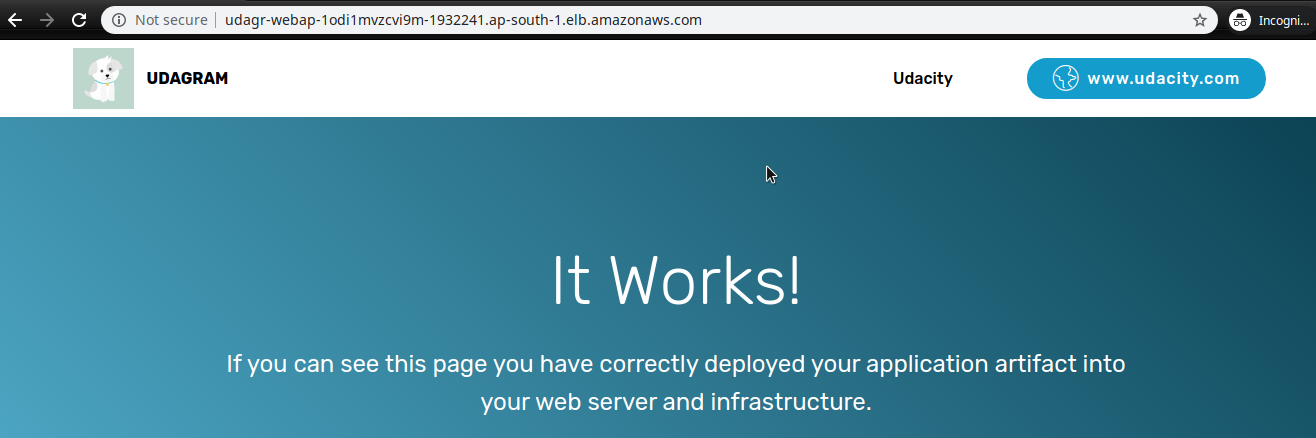 Not secure udagr-webap-1odi1mvzcvi9m-1932241.ap-south-1.elb.amazonaws.com Incogni...
UDAGRAM Udacity www.udacity.com
It Works!
If you can see this page you have correctly deployed your application artifact into
your web server and infrastructure.